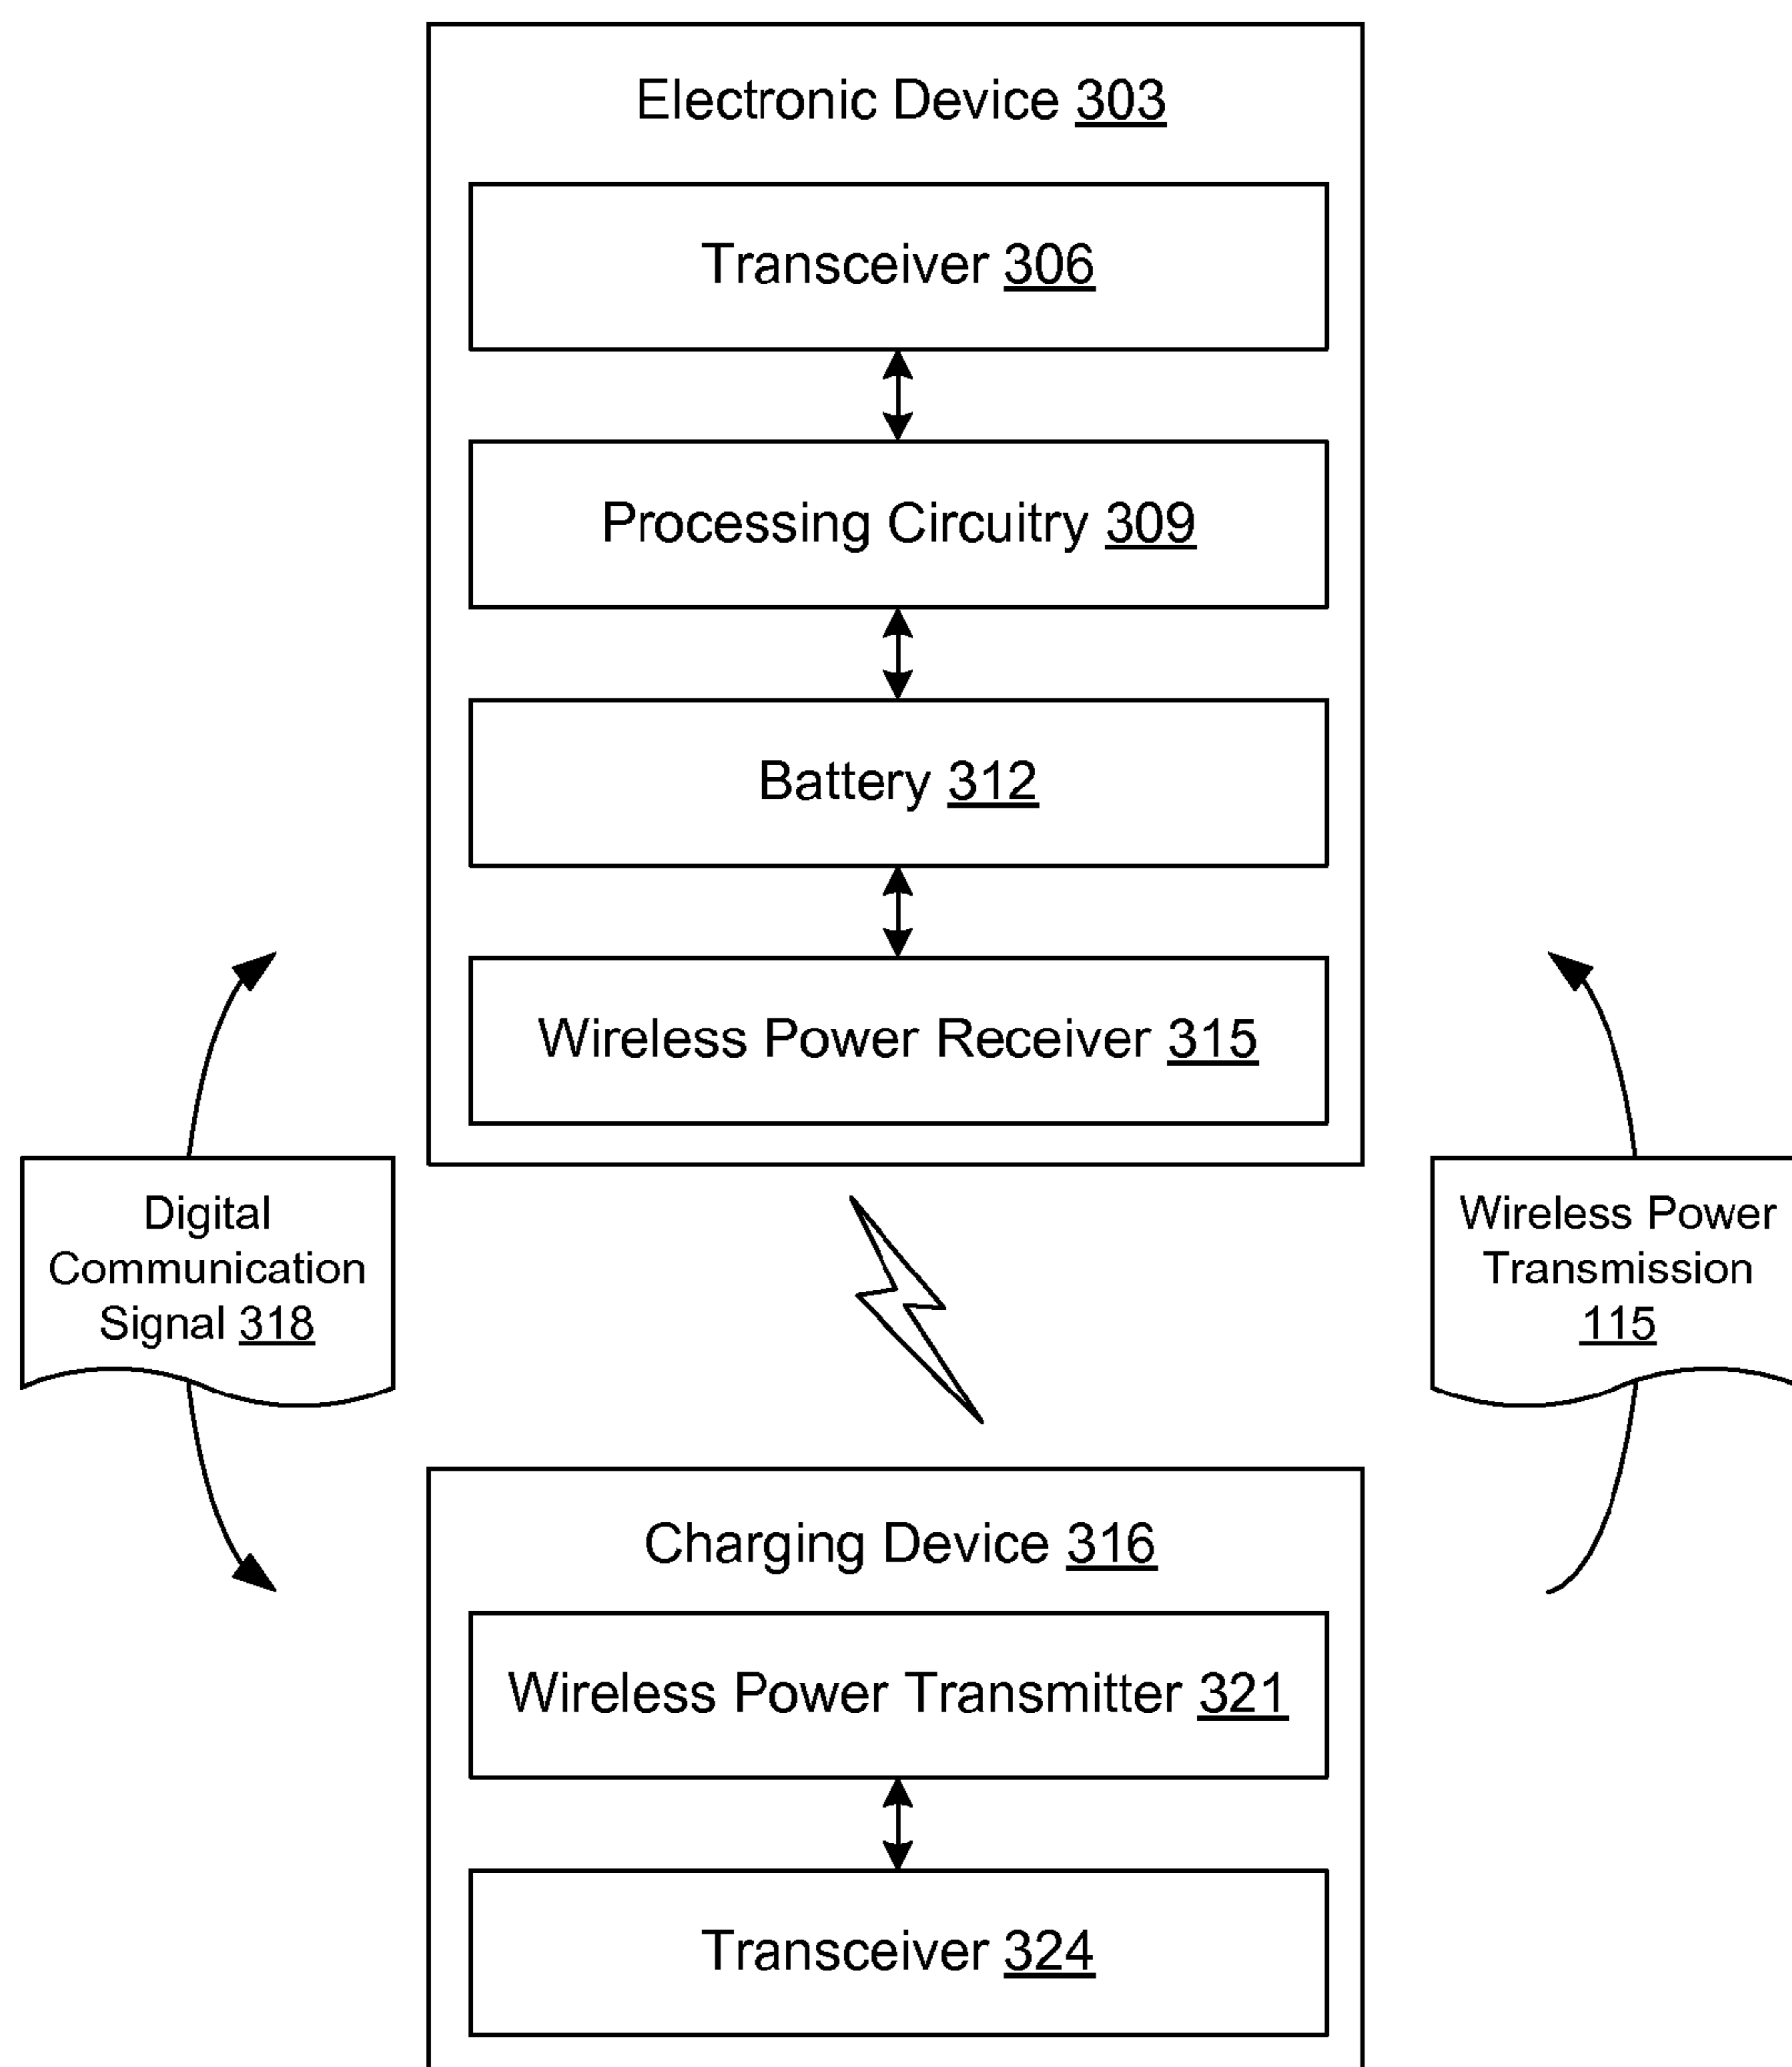 Electronic Device 303
Transceiver 306
Processing Circuitry 309
Battery 312
Wireless Power Receiver 315
Digital
Communication
Signal 318
Wireless Power
Transmission
115
Charging Device 316
Wireless Power Transmitter 321
Transceiver 324